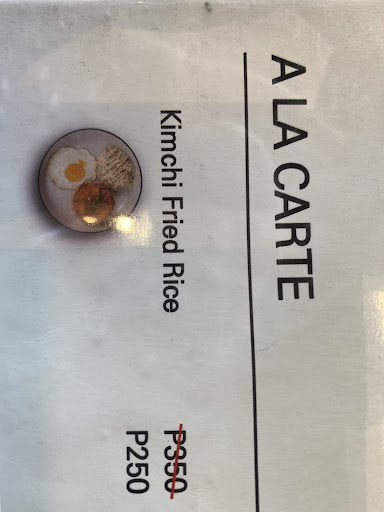 A LA CARTE
Kimchi Fried Rice P350
P250